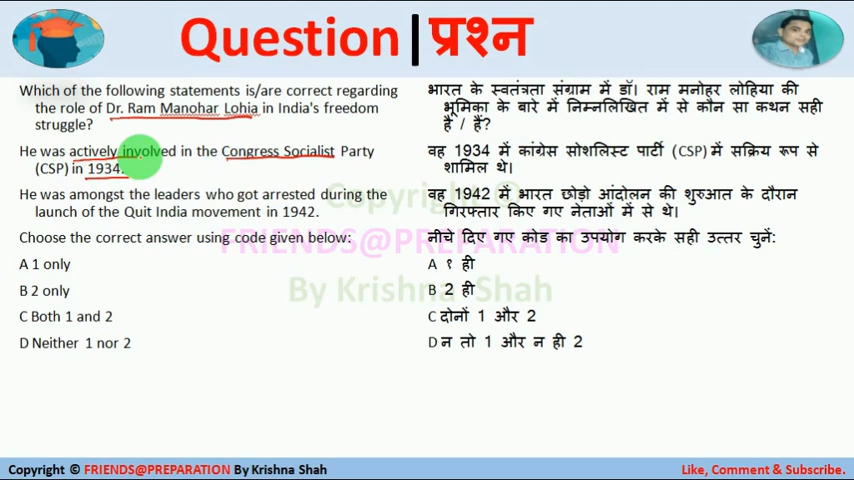 Question|प्रश्न
Which of the following statements is/are correct regarding
the role of Dr. Ram Manohar Lohia in India's freedom
struggle?
He was actively involved in the Congress Socialist Party
(CSP) in 1934.
He was amongst the leaders who got arrested during the
launch of the Quit India movement in 1942.
Choose the correct answer using code given below:
A 1 only
B 2 only
C Both 1 and 2
D Neither 1 nor 2
भारत के स्वतंत्रता संग्राम में डॉ। राम मनोहर लोहिया की
भूमिका के बारे में निम्नलिखित में से कौन सा कथन सही
है / हैं?
वह 1934 में कांग्रेस सोशलिस्ट पार्टी (CSP) में सक्रिय रूप से
शामिल थे।
वह 1942 में भारत छोड़ो आंदोलन की शुरुआत के दौरान
गिरफ्तार किए गए नेताओं में से थे।
नीचे दिए गए कोड का उपयोग करके सही उत्तर चुनें:
A १ ही
B 2 ही
C दोनों 1 और 2
D न तो 1 और न ही 2
Copyright ©
FRIENDS@PREPARATION
By Krishna Shah
Copyright © FRIENDS@PREPARATION By Krishna Shah
Like, Comment & Subscribe.